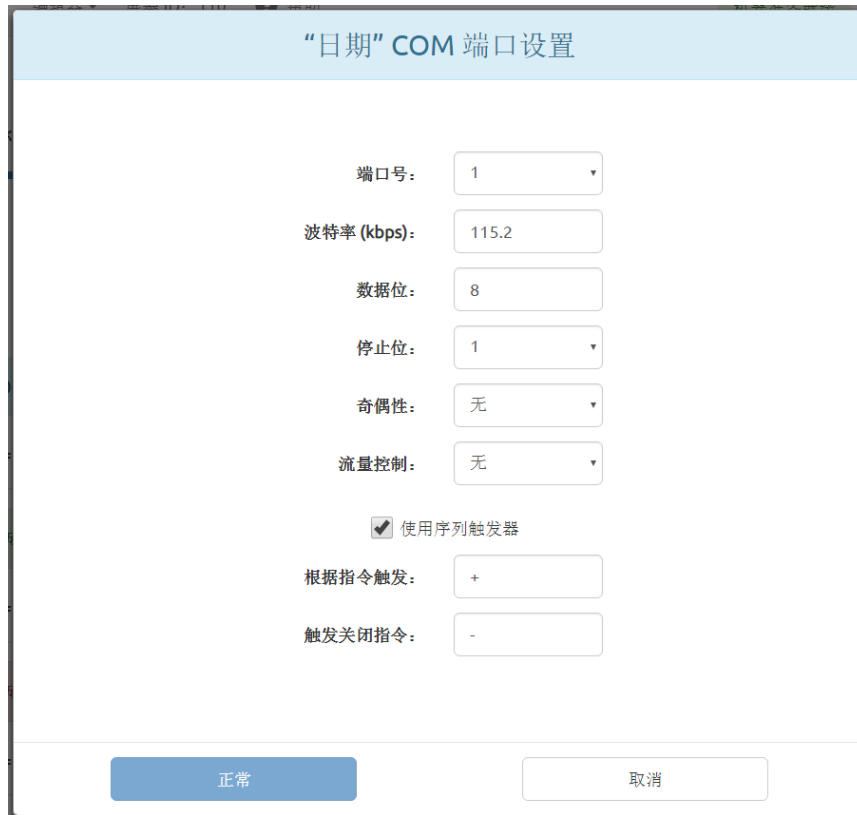 “日期” COM 端口设置
端口号： 1
波特率 (kbps)： 115.2
数据位： 8
停止位： 1
奇偶性： 无
流量控制： 无
使用序列触发器
根据指令触发： +
触发关闭指令： -
正常 取消